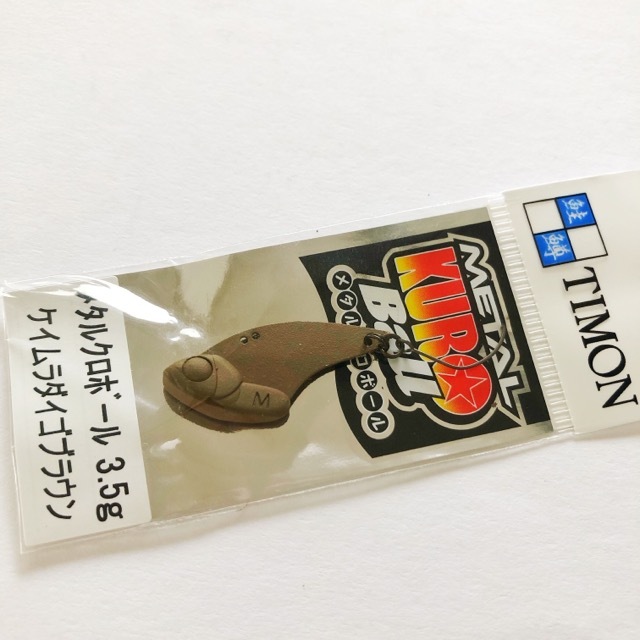 TIMON
METAL
KURO★
Ball
メタルクロボール
M
メタルクロボール 3.5g
ケイムラダイゴブラウン